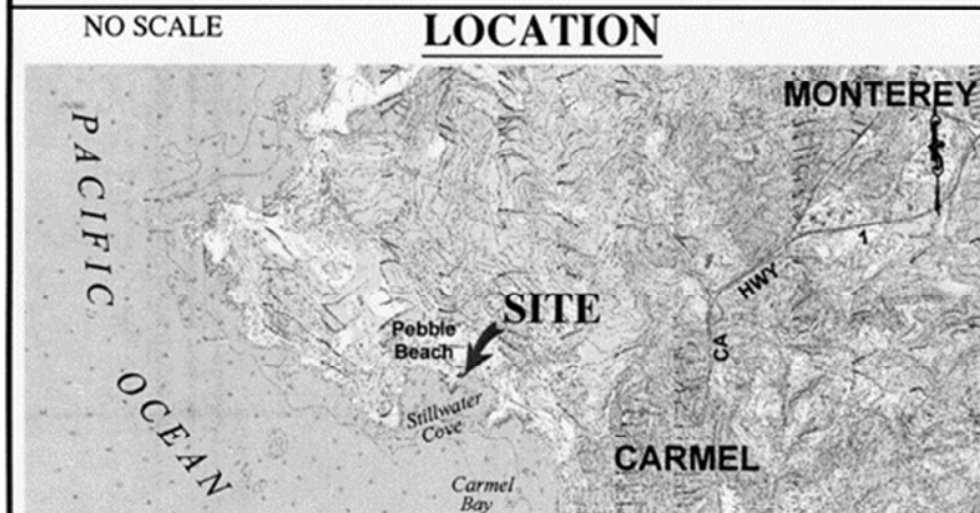 NO SCALE
LOCATION
MONTEREY
PACIFIC
OCEAN
HWY
1
CA
SITE
Pebble
Beach
Stillwater
Cove
CARMEL
Carmel
Bay